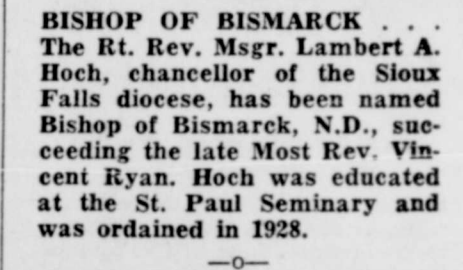 BISHOP OF BISMARCK . . .
The Rt. Rev. Msgr. Lambert A.
Hoch, chancellor of the Sioux
Falls diocese, has been named
Bishop of Bismarck, N.D., suc-
ceeding the late Most Rev. Vin-
cent Ryan. Hoch was educated
at the St. Paul Seminary and
was ordained in 1928.
—o—